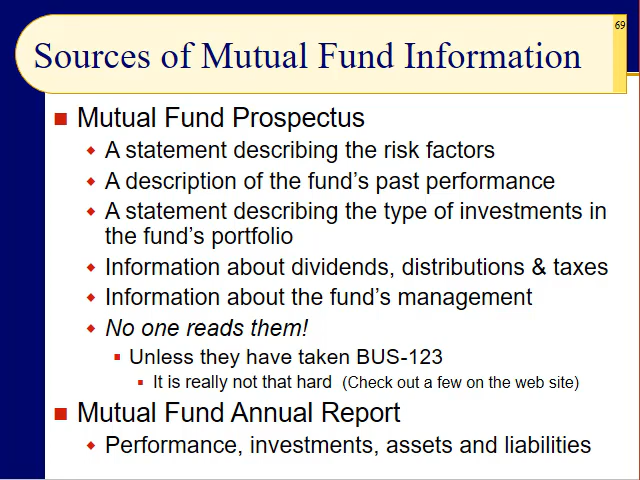 69
Sources of Mutual Fund Information
Mutual Fund Prospectus
A statement describing the risk factors
A description of the fund's past performance
A statement describing the type of investments in
the fund's portfolio
Information about dividends, distributions & taxes
Information about the fund's management
No one reads them!
Unless they have taken BUS-123
It is really not that hard (Check out a few on the web site)
Mutual Fund Annual Report
Performance, investments, assets and liabilities